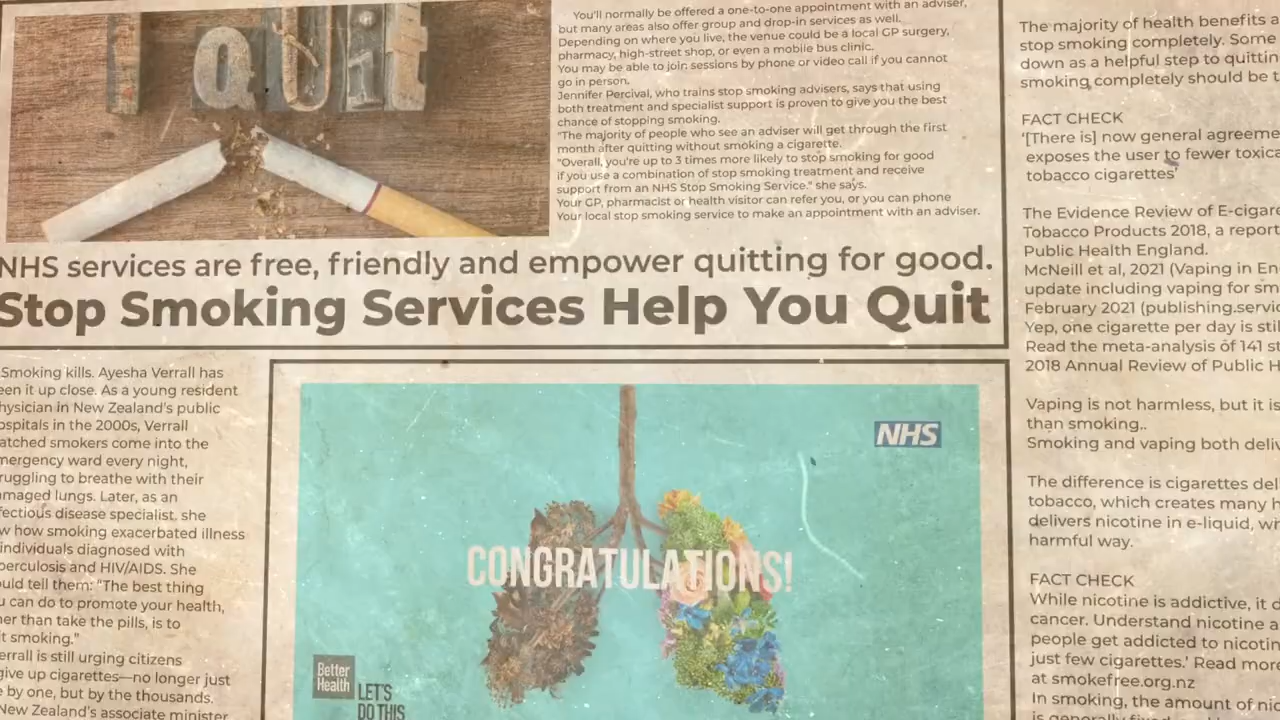 I QUit
You'll normally be offered a one-to-one appointment with an adviser,
but many areas also offer group and drop-in services as well.
Depending on where you live, the venue could be a local GP surgery,
pharmacy, high-street shop, or even a mobile bus clinic.
You may be able to join sessions by phone or video call if you cannot
go in person.
Jennifer Percival, who trains stop smoking advisers, says that using
both treatment and specialist support is proven to give you the best
chance of stopping smoking.
"The majority of people who see an adviser will get through the first
month after quitting without smoking a cigarette.
"Overall, you're up to 3 times more likely to stop smoking for good
if you use a combination of stop smoking treatment and receive
support from an NHS Stop Smoking Service." she says.
Your GP, pharmacist or health visitor can refer you, or you can phone
Your local stop smoking service to make an appointment with an adviser.
NHS services are free, friendly and empower quitting for good.
Stop Smoking Services Help You Quit
Smoking kills. Ayesha Verrall has
een it up close. As a young resident
hysician in New Zealand's public
ospitals in the 2000s, Verrall
atched smokers come into the
mergency ward every night,
ruggling to breathe with their
amaged lungs. Later, as an
fectious disease specialist. she
w how smoking exacerbated illness
individuals diagnosed with
berculosis and HIV/AIDS. She
uld tell them: "The best thing
u can do to promote your health,
her than take the pills, is to
it smoking."
errall is still urging citizens
give up cigarettes—no longer just
e by one, but by the thousands.
New Zealand's associate minister
NHS
CONGRATULATIONS!
Better
Health
LET'S
DO THIS
The majority of health benefits a
stop smoking completely. Some
down as a helpful step to quittin
smoking completely should be t
FACT CHECK
'[There is] now general agreeme
exposes the user to fewer toxica
tobacco cigarettes'
The Evidence Review of E-cigare
Tobacco Products 2018, a report
Public Health England.
McNeill et al, 2021 (Vaping in En
update including vaping for sm
February 2021 (publishing.servic
Yep, one cigarette per day is stil
Read the meta-analysis of 141 st
2018 Annual Review of Public H
Vaping is not harmless, but it is
than smoking..
Smoking and vaping both deliv
The difference is cigarettes del
tobacco, which creates many h
delivers nicotine in e-liquid, wi
harmful way.
FACT CHECK
While nicotine is addictive, it d
cancer. Understand nicotine a
people get addicted to nicotin
just few cigarettes.' Read more
at smokefree.org.nz
In smoking, the amount of nic
is generally fixed